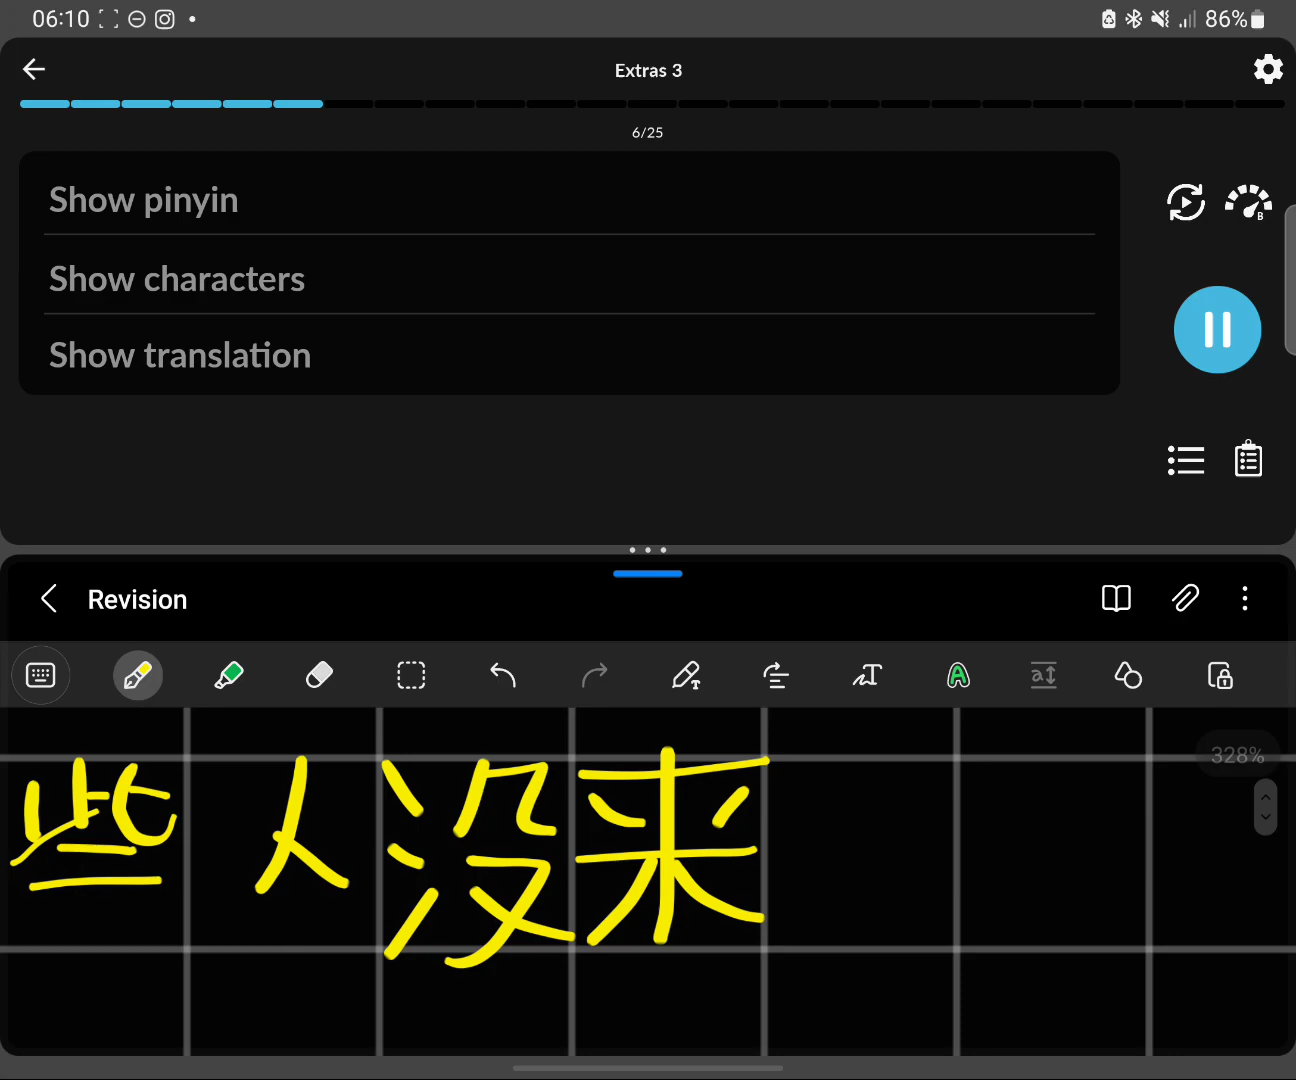 06:10 86%
Extras 3
6/25
Show pinyin
Show characters
Show translation
B
Revision
T T A a
328%
些人没来